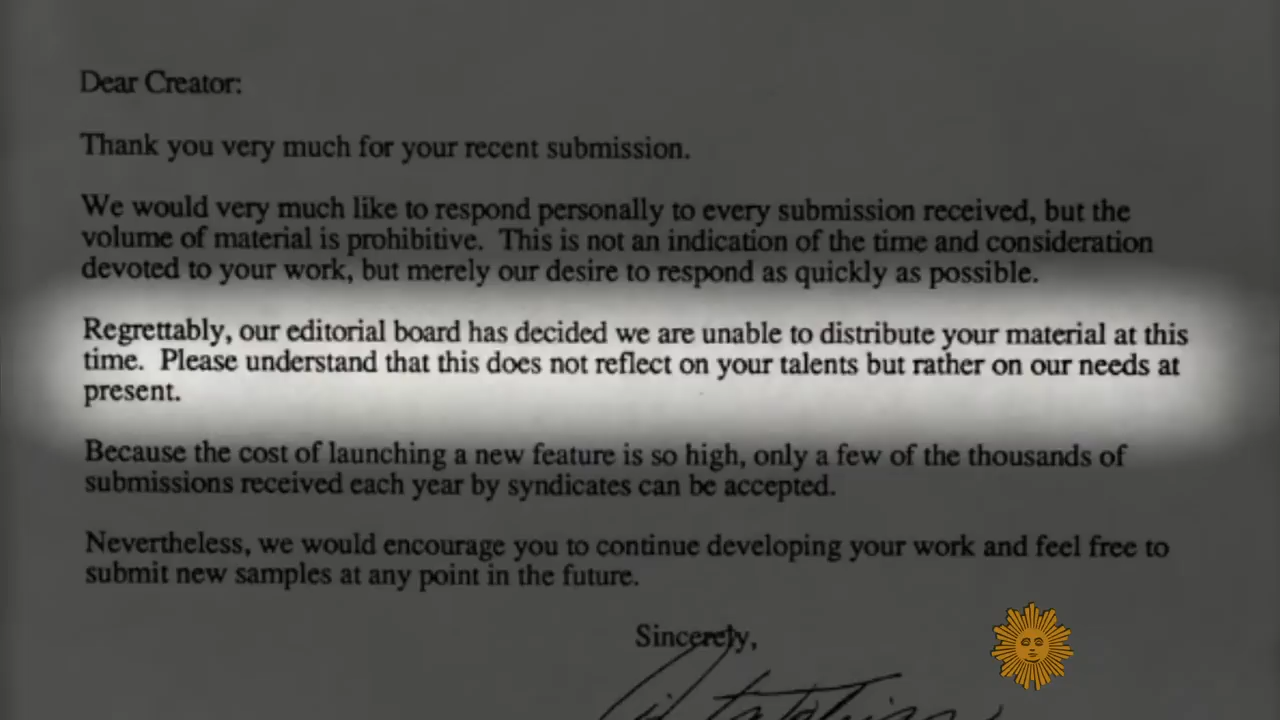 Dear Creator:
Thank you very much for your recent submission.
We would very much like to respond personally to every submission received, but the
volume of material is prohibitive. This is not an indication of the time and consideration
devoted to your work, but merely our desire to respond as quickly as possible.
Regrettably, our editorial board has decided we are unable to distribute your material at this
time. Please understand that this does not reflect on your talents but rather on our needs at
present.
Because the cost of launching a new feature is so high, only a few of the thousands of
submissions received each year by syndicates can be accepted.
Nevertheless, we would encourage you to continue developing your work and feel free to
submit new samples at any point in the future.
Sincerely,